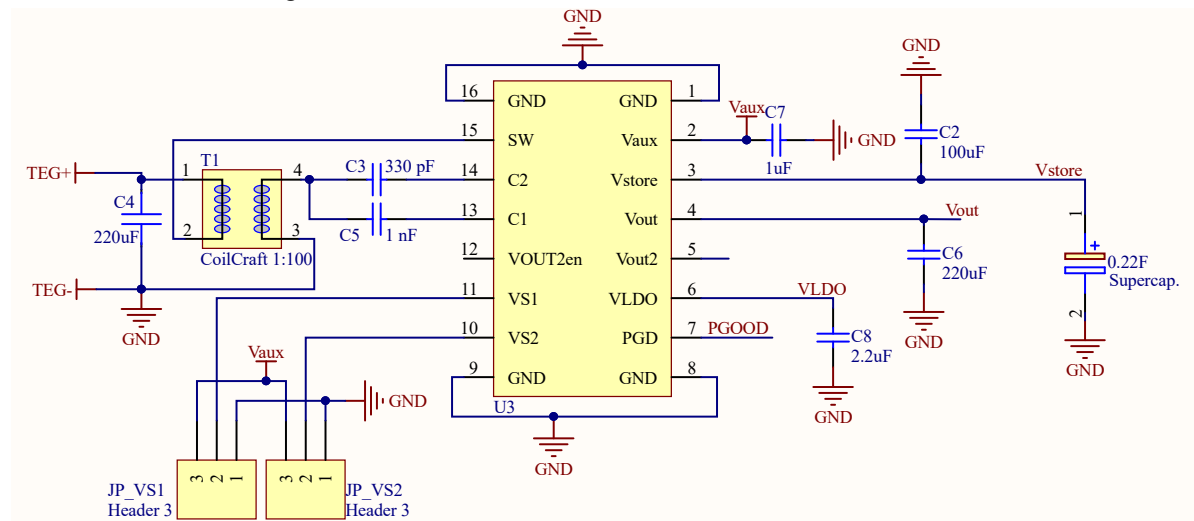 GND
GND
16 GND GND 1
15 SW Vaux 2
Vaux C7
1uF
GND
C2
100uF
TEG+
1 T1 4
C3 330 pF
14 C2 Vstore 3
Vstore
C4
220uF
13 C1 Vout 4
Vout
C5 1 nF
2 3
CoilCraft 1:100
12 VOUT2en Vout2 5
C6
220uF
1
+
0.22F
Supercap.
2
TEG-
GND
11 VS1 VLDO 6
VLDO
10 VS2 PGD 7
PGOOD
C8
2.2uF
GND
GND
Vaux
9 GND GND 8
U3
GND
GND
GND
3 2 1
3 2 1
JP_VS1
Header 3
JP_VS2
Header 3